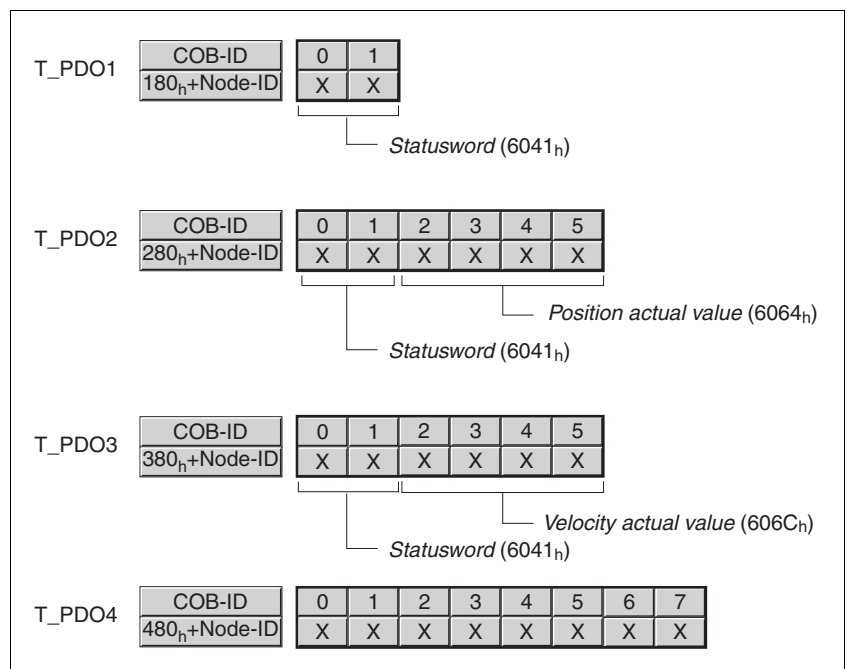 COB-ID 0 1
T_PDO1
180h+Node-ID X X
Statusword (6041h)
COB-ID 0 1 2 3 4 5
T_PDO2
280h+Node-ID X X X X X X
Position actual value (6064h)
Statusword (6041h)
COB-ID 0 1 2 3 4 5
T_PDO3
380h+Node-ID X X X X X X
Velocity actual value (606Ch)
Statusword (6041h)
COB-ID 0 1 2 3 4 5 6 7
T_PDO4
480h+Node-ID X X X X X X X X